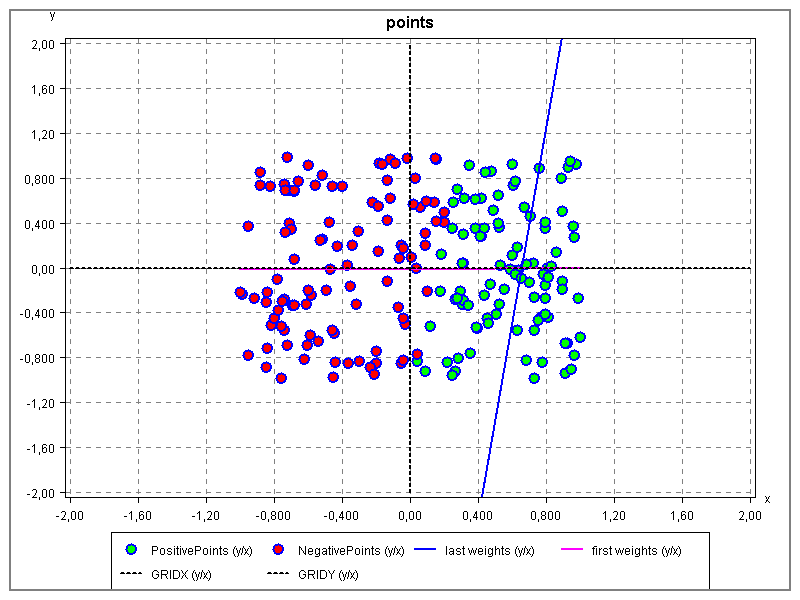 points
y
2,00
1,60
1,20
0,800
0,400
0,00
-0,400
-0,800
-1,20
-1,60
-2,00
x
-2,00 -1,60 -1,20 -0,800 -0,400 0,00 0,400 0,800 1,20 1,60 2,00
PositivePoints (y/x) NegativePoints (y/x) last weights (y/x) first weights (y/x)
GRIDX (y/x) GRIDY (y/x)